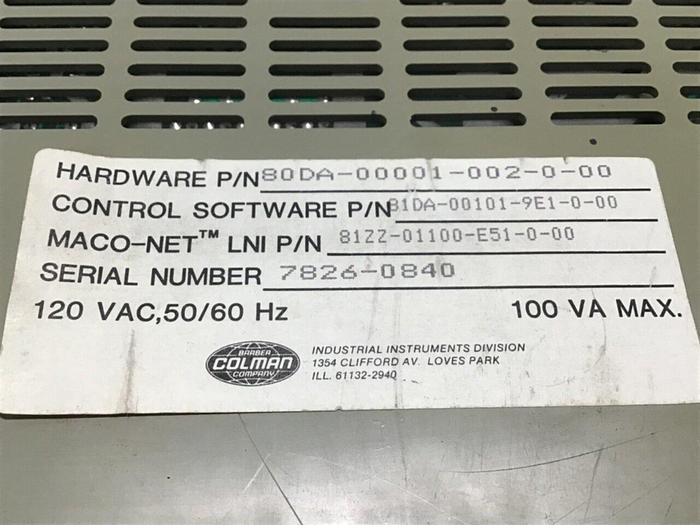 HARDWARE P/N 80DA-00001-002-0-00
CONTROL SOFTWARE P/N 81DA-00101-9E1-0-00
MACO-NET™ LNI P/N 81ZZ-01100-E51-0-00
SERIAL NUMBER 7826-0840
120 VAC,50/60 Hz 100 VA MAX.
BARBER
COLMAN
COMPANY
INDUSTRIAL INSTRUMENTS DIVISION
1354 CLIFFORD AV. LOVES PARK
ILL. 61132-2940